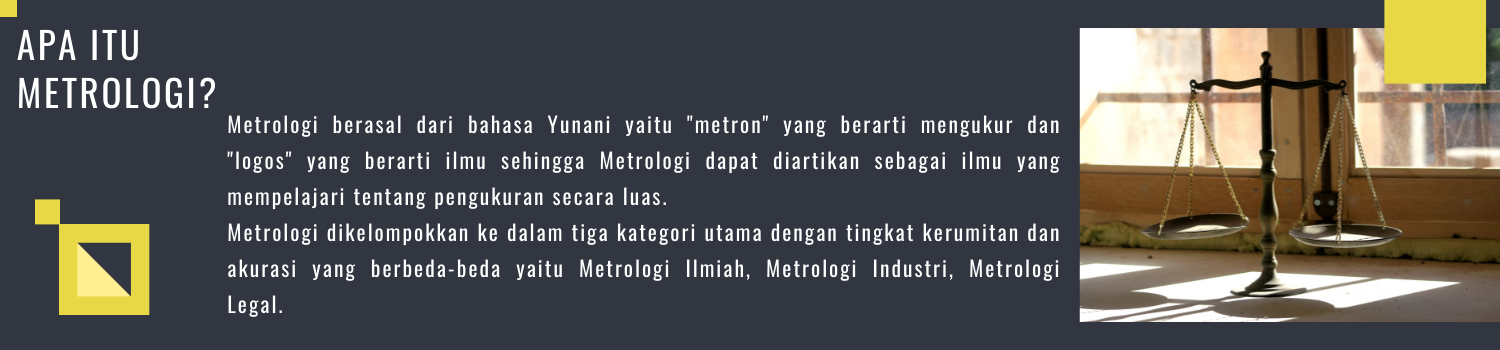 APA ITU
METROLOGI?
Metrologi berasal dari bahasa Yunani yaitu "metron" yang berarti mengukur dan
"logos" yang berarti ilmu sehingga Metrologi dapat diartikan sebagai ilmu yang
mempelajari tentang pengukuran secara luas.
Metrologi dikelompokkan ke dalam tiga kategori utama dengan tingkat kerumitan dan
akurasi yang berbeda-beda yaitu Metrologi Ilmiah, Metrologi Industri, Metrologi
Legal.